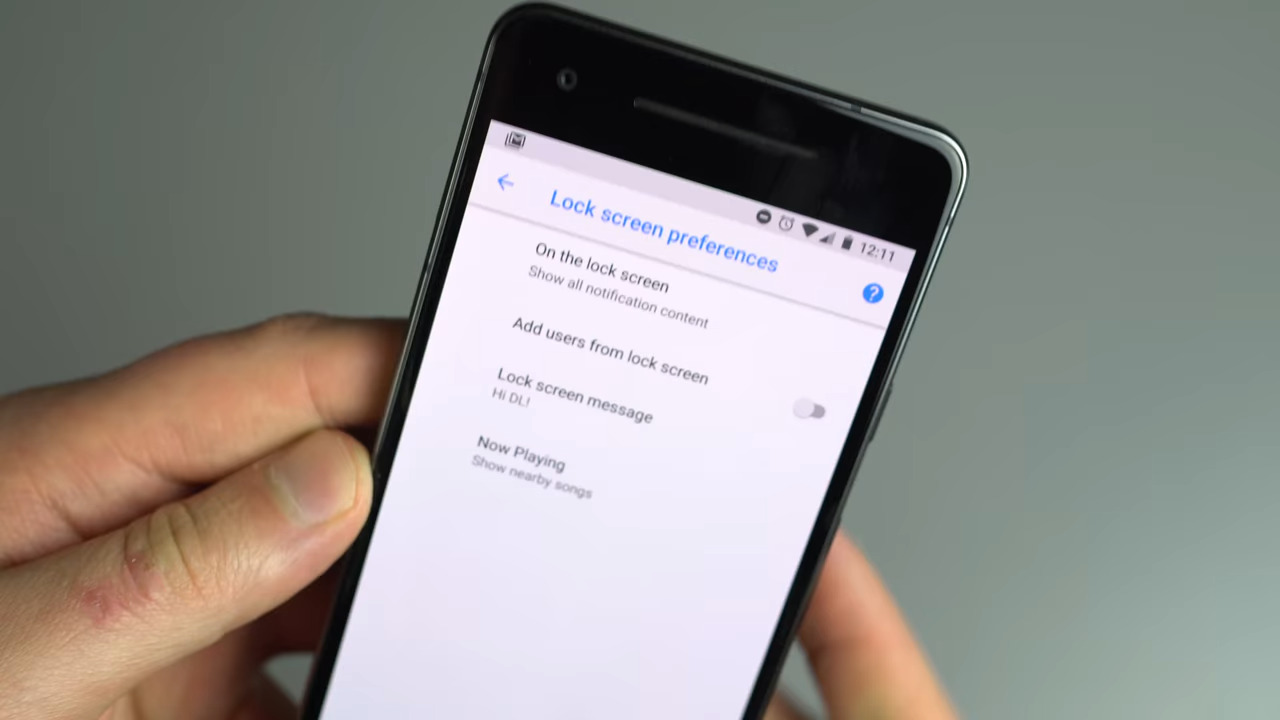 12:11
Lock screen preferences
?
On the lock screen
Show all notification content
Add users from lock screen
Lock screen message
Hi DL!
Now Playing
Show nearby songs